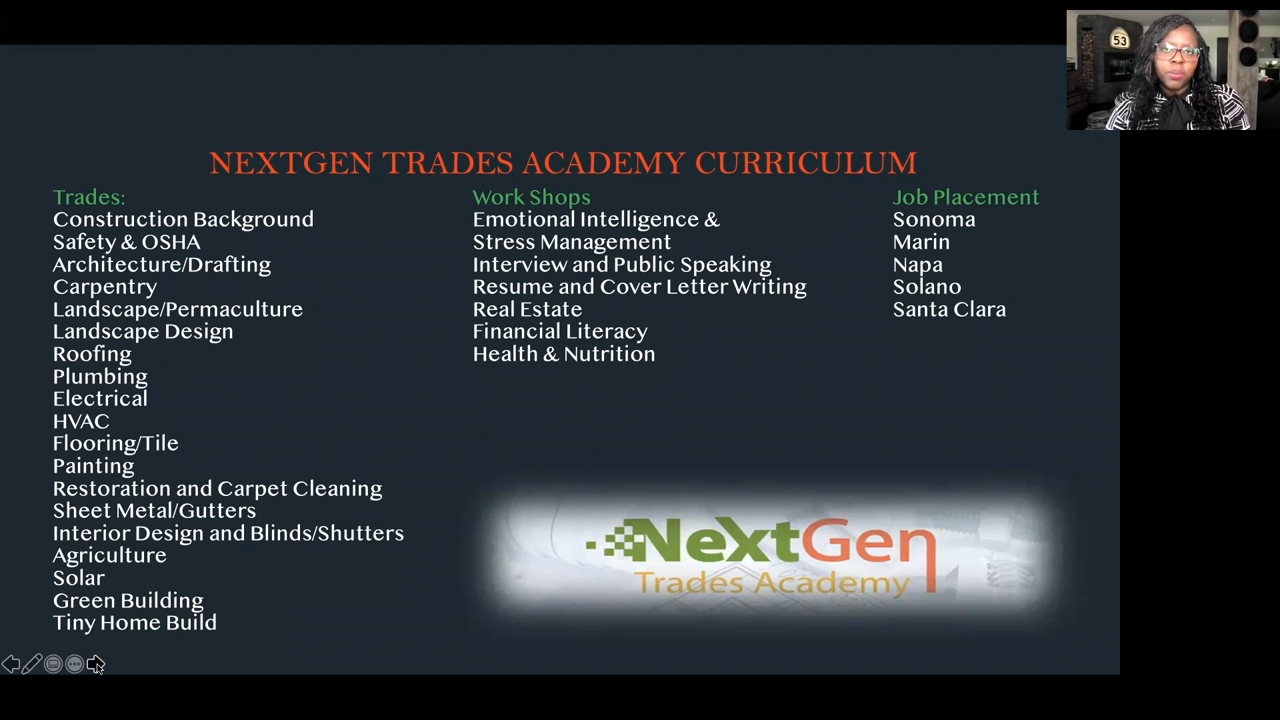 53
NEXTGEN TRADES ACADEMY CURRICULUM
Trades:
Construction Background
Safety & OSHA
Architecture/Drafting
Carpentry
Landscape/Permaculture
Landscape Design
Roofing
Plumbing
Electrical
HVAC
Flooring/Tile
Painting
Restoration and Carpet Cleaning
Sheet Metal/Gutters
Interior Design and Blinds/Shutters
Agriculture
Solar
Green Building
Tiny Home Build
Work Shops
Emotional Intelligence &
Stress Management
Interview and Public Speaking
Resume and Cover Letter Writing
Real Estate
Financial Literacy
Health & Nutrition
Job Placement
Sonoma
Marin
Napa
Solano
Santa Clara
NeXtGen
Trades Academy